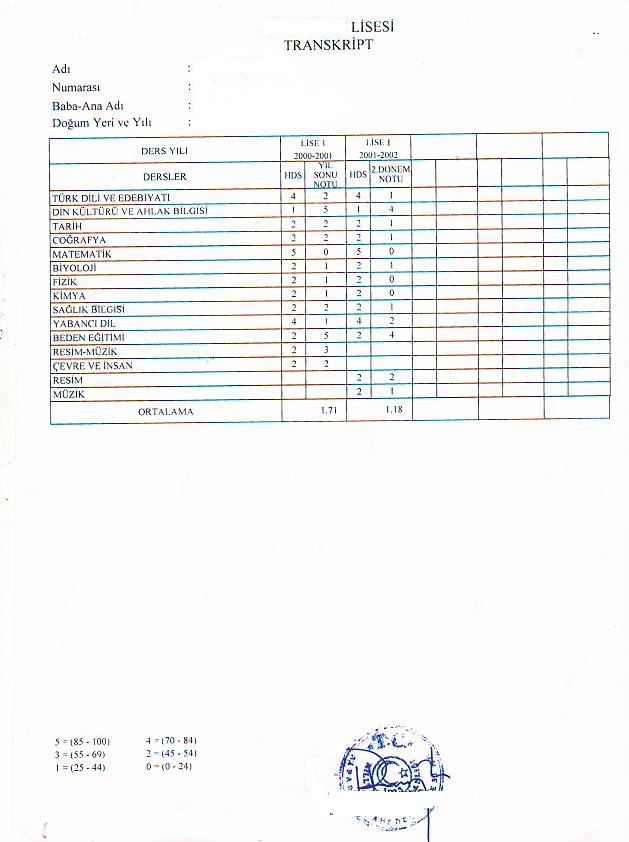 LİSESİ
TRANSKRİPT
Adı :
Numarası :
Baba-Ana Adı :
Doğum Yeri ve Yılı :
DERS YILI LİSE 1 2000-2001 LİSE 1 2001-2002
DERSLER HDS YIL SONU NOTU HDS 2.DÖNEM NOTU
TÜRK DİLİ VE EDEBİYATI 4 2 4 1
DİN KÜLTÜRÜ VE AHLAK BİLGİSİ 1 5 1 4
TARİH 2 2 2 1
COĞRAFYA 2 2 2 1
MATEMATİK 5 0 5 0
BİYOLOJİ 2 1 2 1
FİZİK 2 1 2 0
KİMYA 2 1 2 0
SAĞLIK BİLGİSİ 2 2 2 1
YABANCI DİL 4 1 4 2
BEDEN EĞİTİMİ 2 5 2 4
RESİM-MÜZİK 2 3
ÇEVRE VE İNSAN 2 2
RESİM 2 2
MÜZİK 2 1
ORTALAMA 1.71 1.18
5 = (85 - 100) 4 = (70 - 84)
3 = (55 - 69) 2 = (45 - 54)
1 = (25 - 44) 0 = (0 - 24)
T.C.